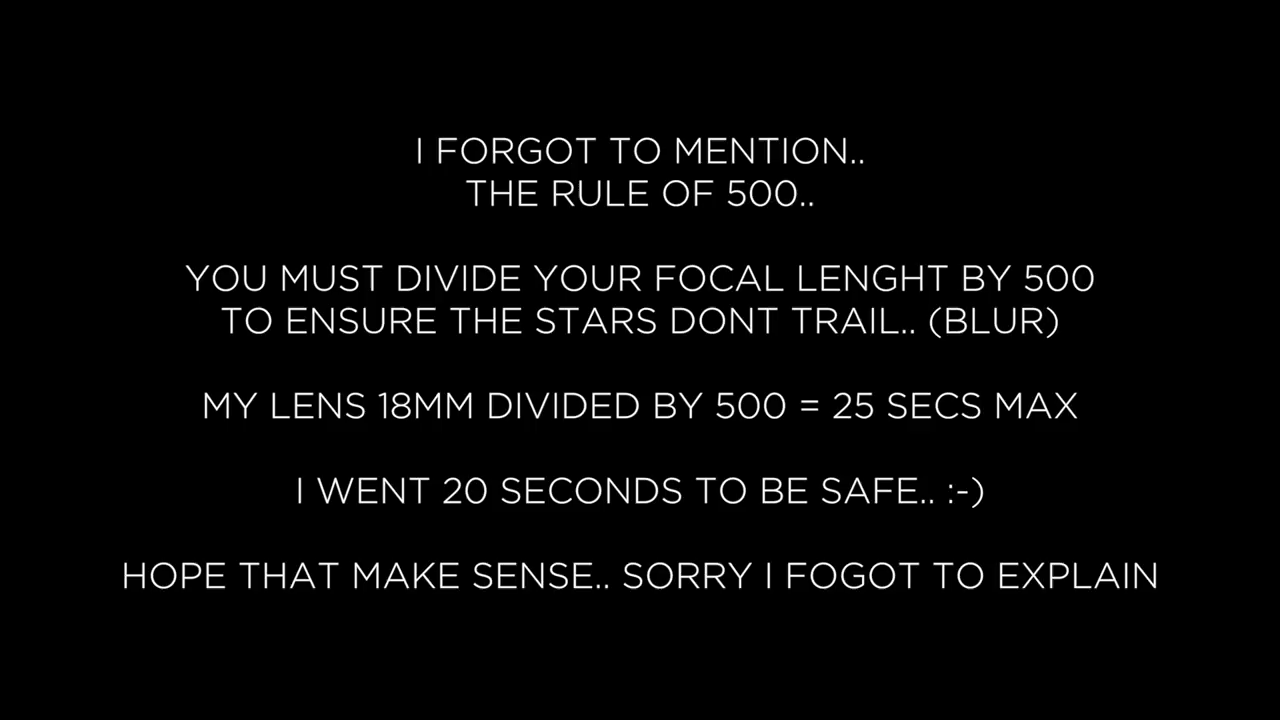 I FORGOT TO MENTION..
THE RULE OF 500..
YOU MUST DIVIDE YOUR FOCAL LENGHT BY 500
TO ENSURE THE STARS DONT TRAIL.. (BLUR)
MY LENS 18MM DIVIDED BY 500 = 25 SECS MAX
I WENT 20 SECONDS TO BE SAFE.. :-)
HOPE THAT MAKE SENSE.. SORRY I FOGOT TO EXPLAIN